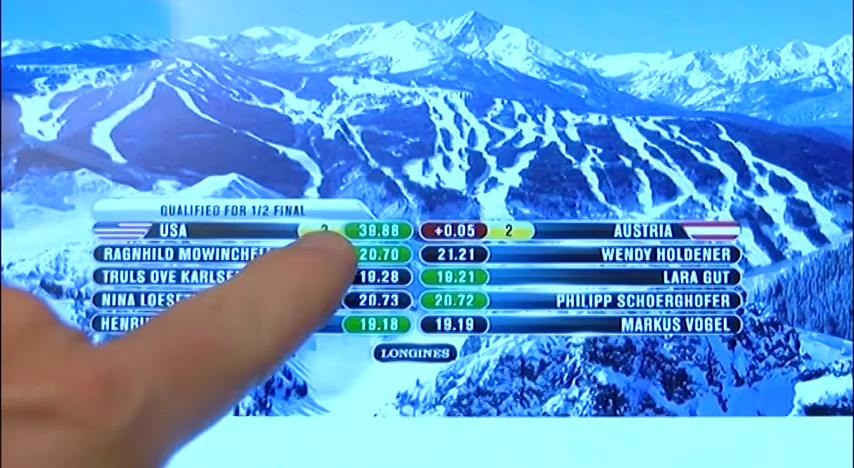 QUALIFIED FOR 1/2 FINAL
USA 39.88 +0.05 2 AUSTRIA
RAGNHILD 20.70 21.21 WENDY HOLDENER
TRULS OVE 19.28 19.21 LARA GUT
NINA 20.73 20.72 PHILIPP SCHOERGHOFER
19.18 19.19 MARKUS VOGEL
LONGINES